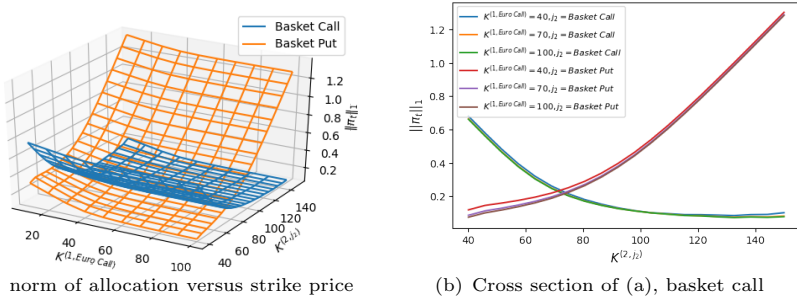 Basket Call
Basket Put
1.2
1.0
0.8
0.6
0.4
0.2
||π_t||_1
20
40
60
80
100
K^(1,Euro Call)
40
60
80
100
120
140
K^(2,j_2)
norm of allocation versus strike price
K^(1,Euro Call) = 40, j_2 = Basket Call
K^(1,Euro Call) = 70, j_2 = Basket Call
K^(1,Euro Call) = 100, j_2 = Basket Call
K^(1,Euro Call) = 40, j_2 = Basket Put
K^(1,Euro Call) = 70, j_2 = Basket Put
K^(1,Euro Call) = 100, j_2 = Basket Put
1.2
1.0
0.8
0.6
0.4
0.2
||π_t||_1
40
60
80
100
120
140
K^(2,j_2)
(b) Cross section of (a), basket call